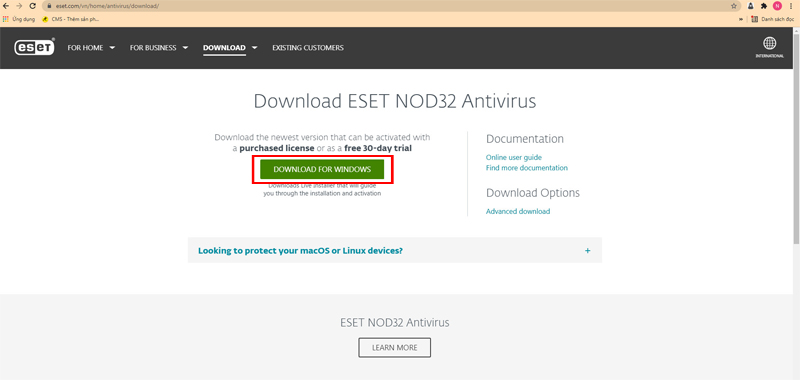 eset.com/vn/home/antivirus/download/
Ứng dụng CMS - Thêm sản ph... » Danh sách đọc
eset FOR HOME FOR BUSINESS DOWNLOAD EXISTING CUSTOMERS INTERNATIONAL
Download ESET NOD32 Antivirus
Download the newest version that can be activated with
a purchased license or as a free 30-day trial
DOWNLOAD FOR WINDOWS
Downloads Live Installer that will guide
you through the installation and activation
Documentation
Online user guide
Find more documentation
Download Options
Advanced download
Looking to protect your macOS or Linux devices? +
ESET NOD32 Antivirus
LEARN MORE